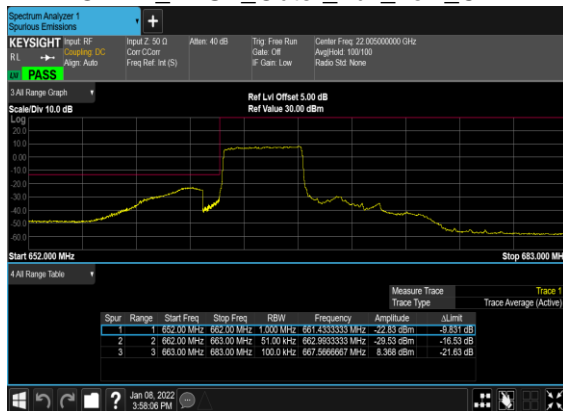 Spectrum Analyzer 1
Spurious Emissions
KEYSIGHT Input: RF Input Z: 50 Ω Atten: 40 dB Trig: Free Run Center Freq: 22.005000000 GHz
RL Coupling: DC Corr CCorr Gate: Off Avg|Hold: 100/100
Align: Auto Freq Ref: Int (S) IF Gain: Low Radio Std: None
PASS
3 All Range Graph
Ref Lvl Offset 5.00 dB
Scale/Div 10.0 dB Ref Value 30.00 dBm
Log
20.0
10.0
0.00
-10.0
-20.0
-30.0
-40.0
-50.0
-60.0
Start 652.000 MHz Stop 683.000 MH
4 All Range Table
Measure Trace Trace 1
Trace Type Trace Average (Active)
Spur Range Start Freq Stop Freq RBW Frequency Amplitude ΔLimit
1 1 652.00 MHz 662.00 MHz 1.000 MHz 661.4333333 MHz -22.83 dBm -9.831 dB
2 2 662.00 MHz 663.00 MHz 51.00 kHz 662.9933333 MHz -29.53 dBm -16.53 dB
3 3 663.00 MHz 683.00 MHz 100.0 kHz 667.5666667 MHz 8.368 dBm -21.63 dB
? Jan 08, 2022
3:58:06 PM